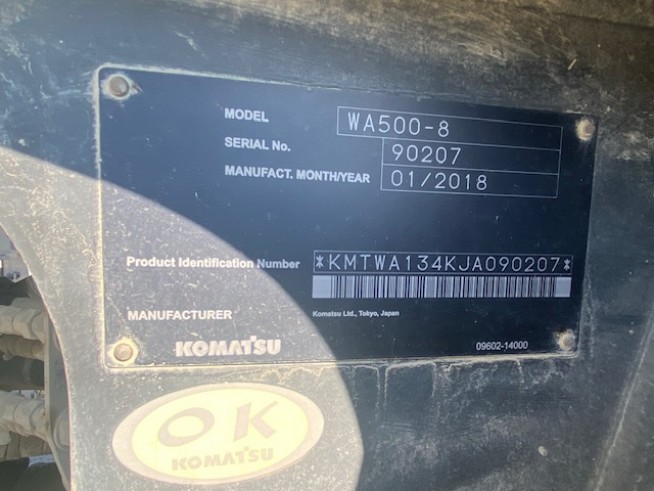 MODEL WA500-8
SERIAL No. 90207
MANUFACT. MONTH/YEAR 01/2018
Product Identification Number *KMTWA134KJA090207*
MANUFACTURER Komatsu Ltd., Tokyo, Japan
KOMATSU 09602-14000
OK
KOMATSU